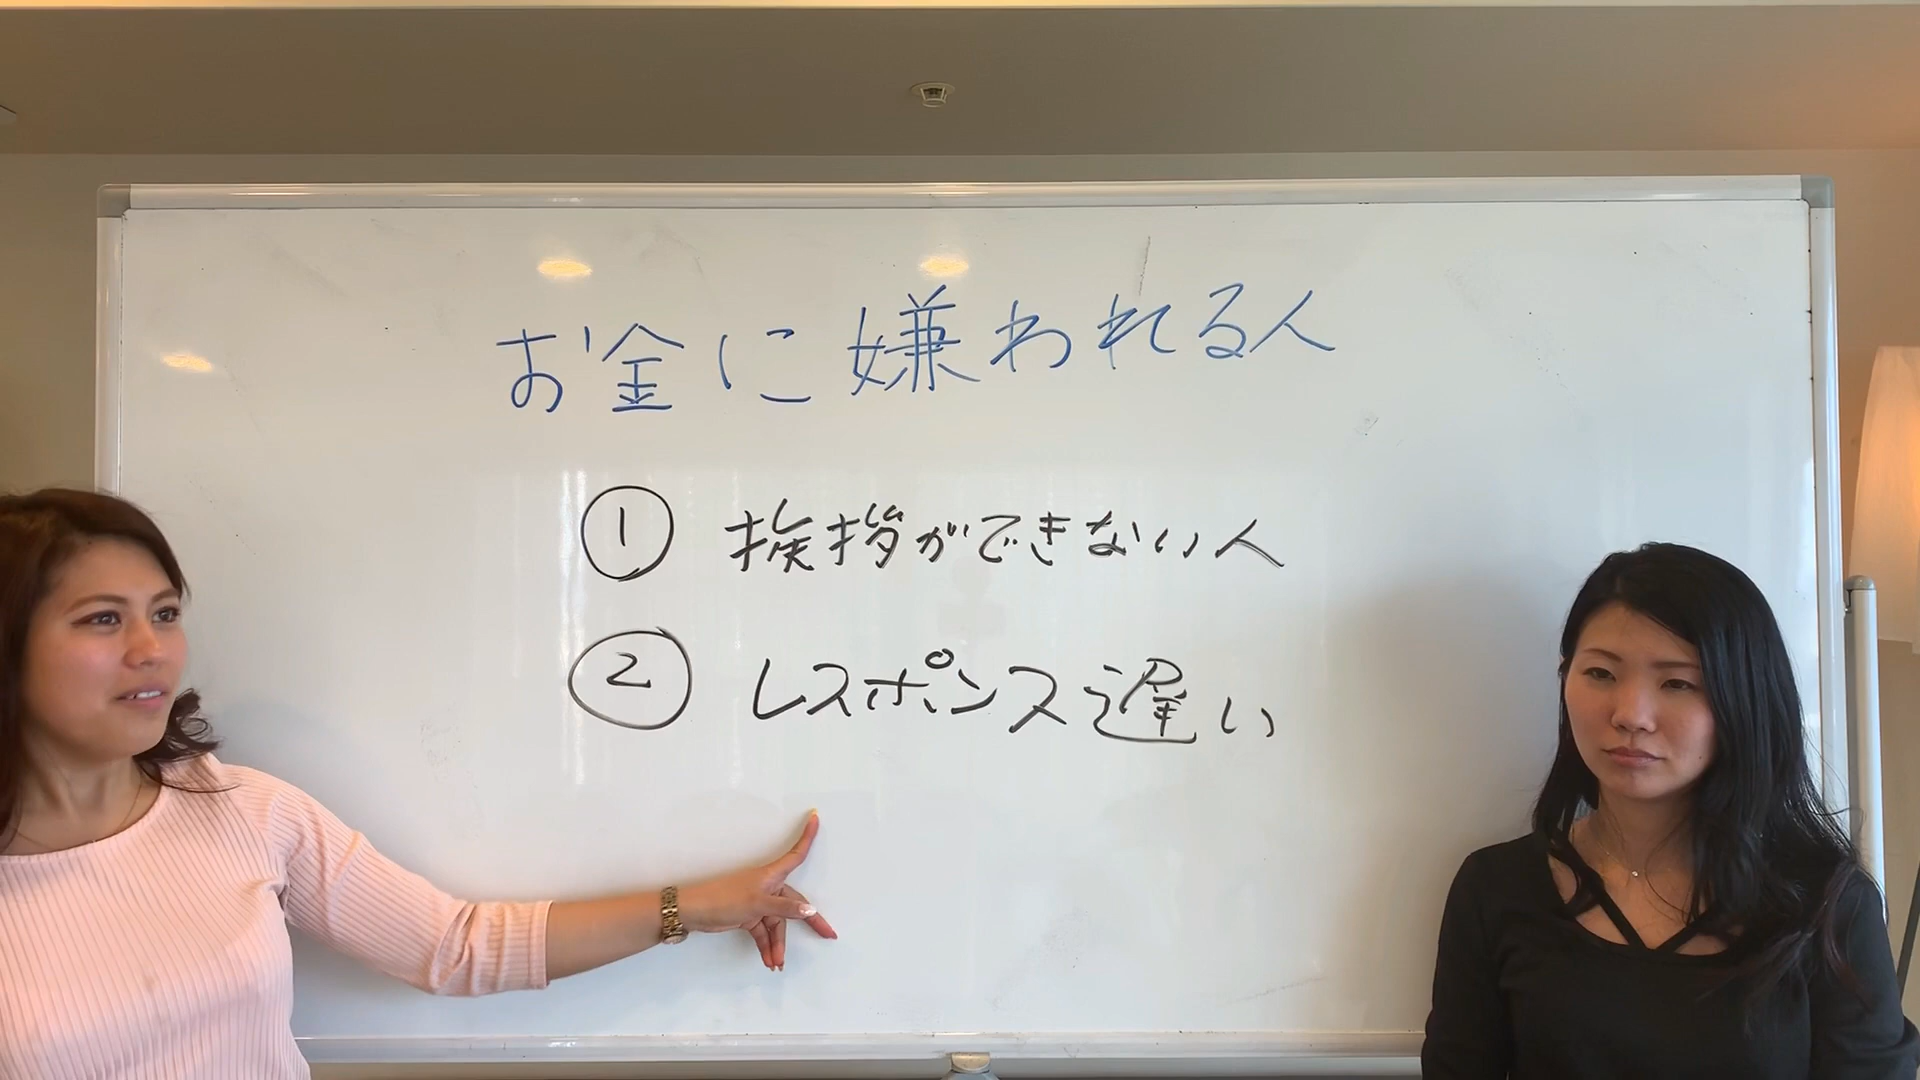 お金に嫌われる人
① 挨拶ができない人
② レスポンス遅い